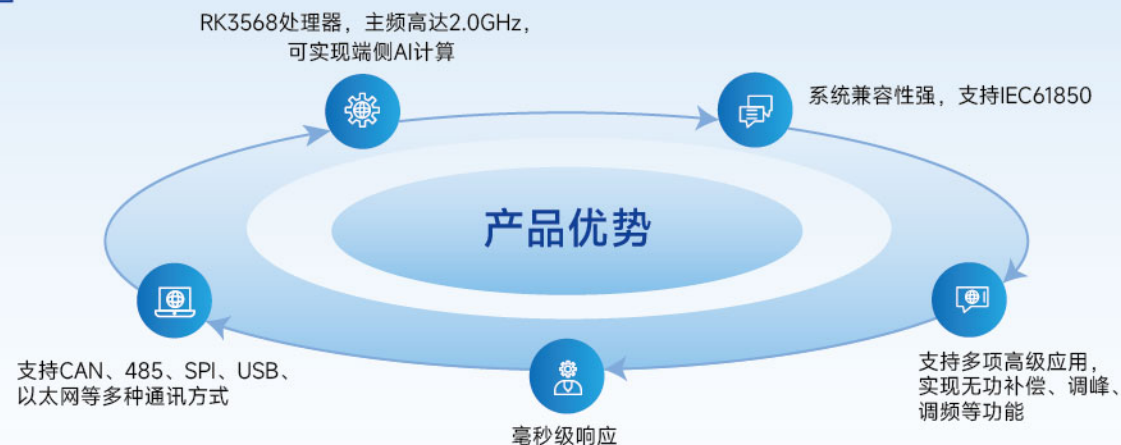 RK3568处理器，主频高达2.0GHz，
可实现端侧AI计算
系统兼容性强，支持IEC61850
产品优势
支持CAN、485、SPI、USB、
以太网等多种通讯方式
毫秒级响应
支持多项高级应用，
实现无功补偿、调峰、
调频等功能